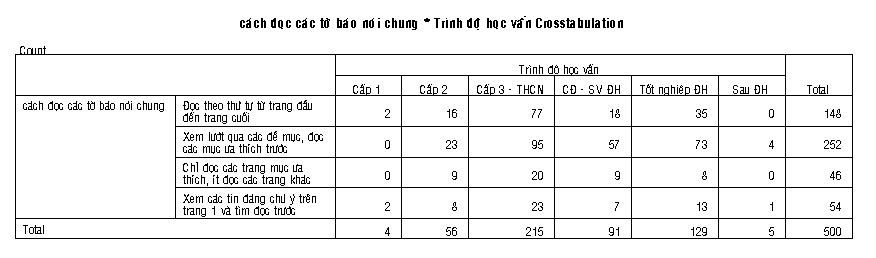 cách đọc các tờ báo nói chung * Trình độ học vấn Crosstabulation
Count
Trình độ học vấn
Cấp 1 Cấp 2 Cấp 3 - THCN CĐ - SV ĐH Tốt nghiệp ĐH Sau ĐH Total
cách đọc các tờ báo nói chung Đọc theo thứ tự từ trang đầu
đến trang cuối 2 16 77 18 35 0 148
Xem lướt qua các đề mục, đọc
các mục ưa thích trước 0 23 95 57 73 4 252
Chỉ đọc các trang mục ưa
thích, ít đọc các trang khác 0 9 20 9 8 0 46
Xem các tin đáng chú ý trên
trang 1 và tìm đọc trước 2 8 23 7 13 1 54
Total 4 56 215 91 129 5 500